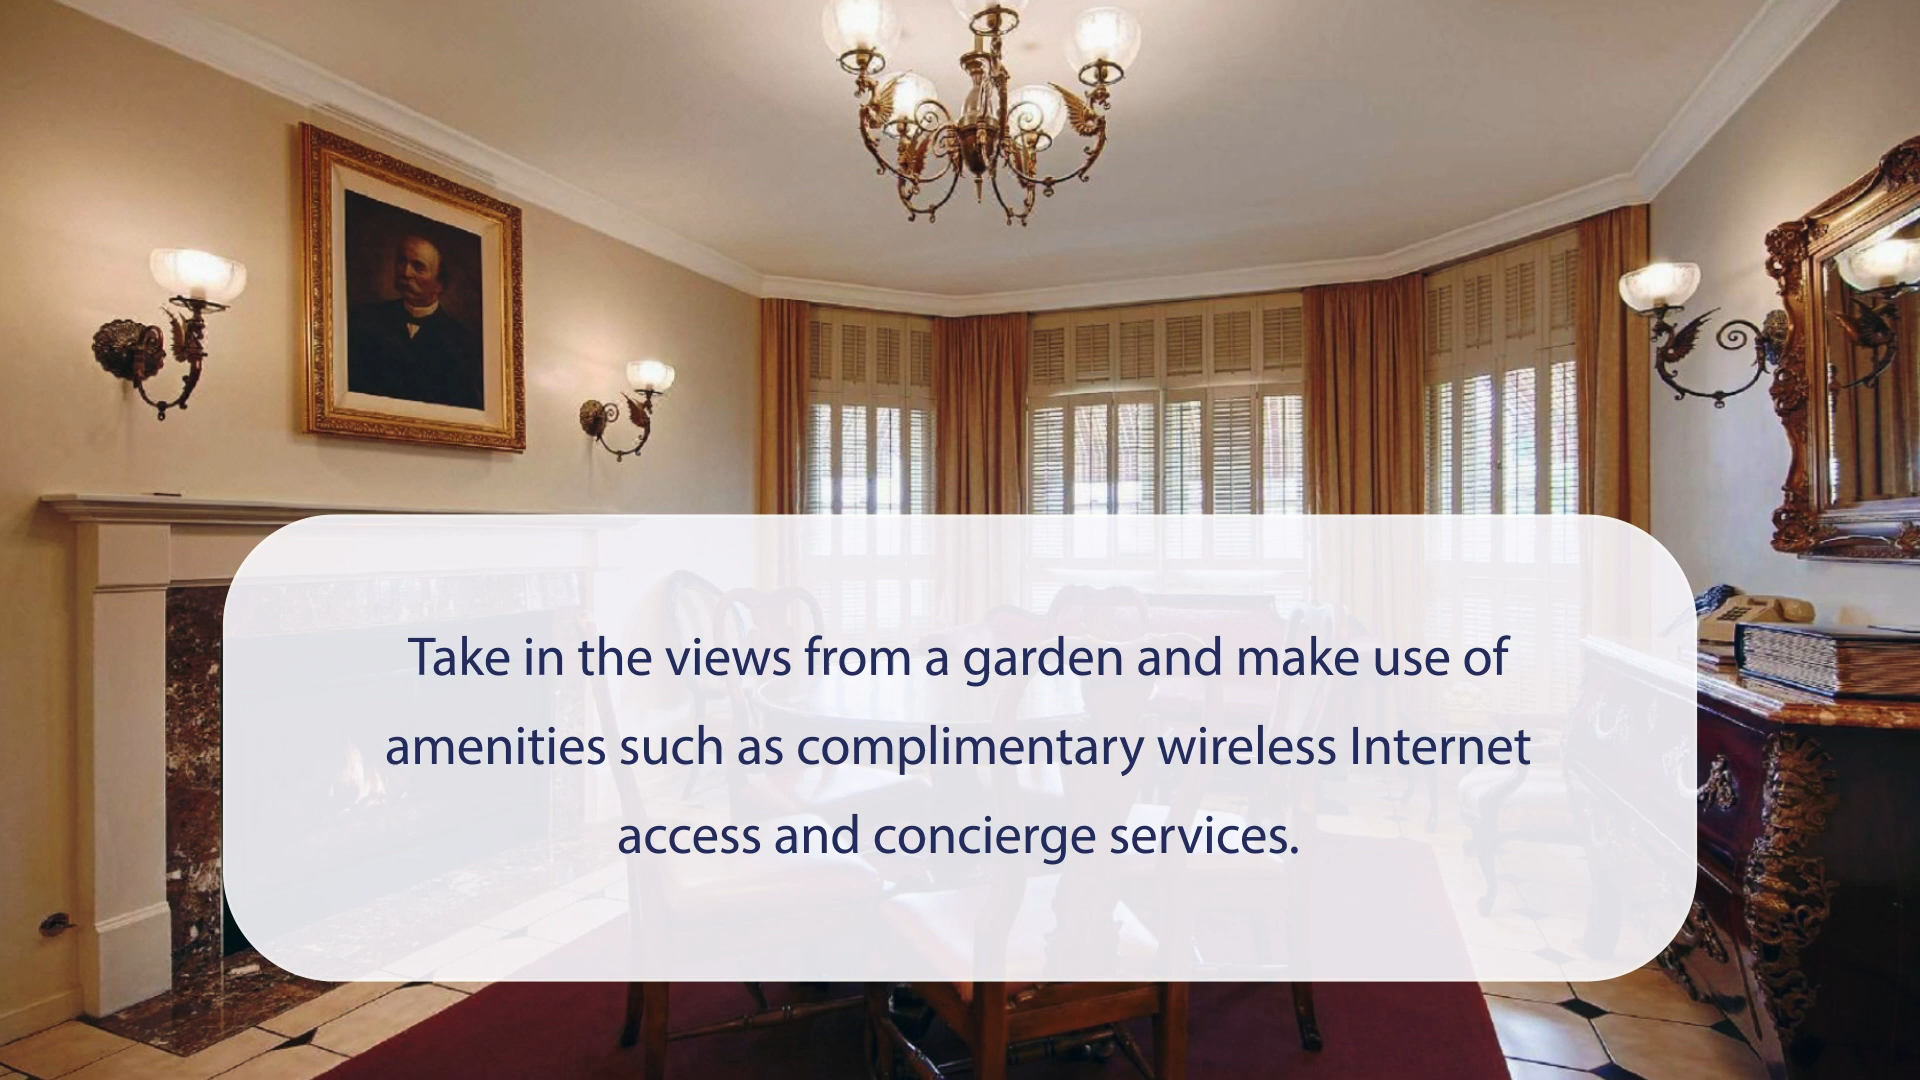 Take in the views from a garden and make use of
amenities such as complimentary wireless Internet
access and concierge services.